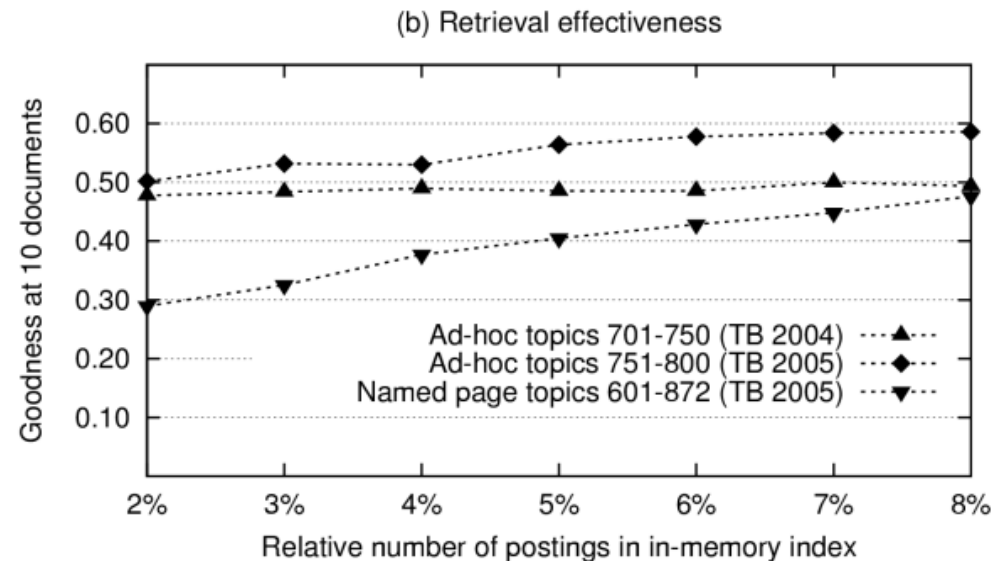 (b) Retrieval effectiveness
Goodness at 10 documents
0.60
0.50
0.40
0.30
0.20
0.10
Ad-hoc topics 701-750 (TB 2004)
Ad-hoc topics 751-800 (TB 2005)
Named page topics 601-872 (TB 2005)
2% 3% 4% 5% 6% 7% 8%
Relative number of postings in in-memory index